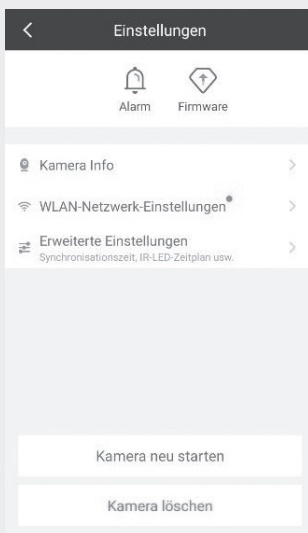 Einstellungen
Alarm
Firmware
Kamera Info
WLAN-Netzwerk-Einstellungen
Erweiterte Einstellungen
Synchronisationszeit, IR-LED-Zeitplan usw.
Kamera neu starten
Kamera löschen